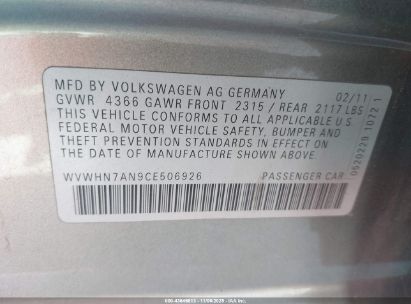 MFD BY VOLKSWAGEN AG GERMANY 02/11
GVWR 4366 GAWR FRONT 2315 / REAR 2117 LBS
THIS VEHICLE CONFORMS TO ALL APPLICABLE U.S
FEDERAL MOTOR VEHICLE SAFETY, BUMPER AND
THEFT PREVENTION STANDARDS IN EFFECT ON
THE DATE OF MANUFACTURE SHOWN ABOVE.
WVWHN7AN9CE506926 PASSENGER CAR